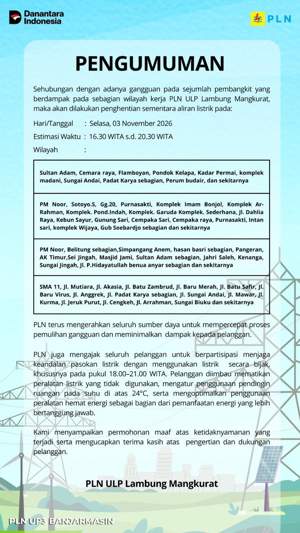 Danantara
Indonesia
PLN
PENGUMUMAN
Sehubungan dengan adanya gangguan pada sejumlah pembangkit yang
berdampak pada sebagian wilayah kerja PLN ULP Lambung Mangkurat,
maka akan dilakukan penghentian sementara aliran listrik pada:
Hari/Tanggal : Selasa, 03 November 2026
Estimasi Waktu : 16.30 WITA s.d. 20.30 WITA
Wilayah :
Sultan Adam, Cemara raya, Flamboyan, Pondok Kelapa, Kadar Permai, komplek
madani, Sungai Andai, Padat Karya sebagian, Perum budair, dan sekitarnya
PM Noor, Sotoyo.S, Gg.20, Purnasakti, Komplek Imam Bonjol, Komplek Ar-
Rahman, Komplek. Pond.Indah, Komplek. Garuda Komplek, Sederhana, Jl. Dahlia
Raya, Kebun Sayur, Gunung Sari, Cempaka Sari, Cempaka raya, Purnasakti, Intan
sari, komplek Wijaya, Gub Soebardjo sebagian dan sekitarnya
PM Noor, Belitung sebagian,Simpangang Anem, hasan basri sebagian, Pangeran,
AK Timur,Sei Jingah, Masjid Jami, Sultan Adam sebagian, Jahri Saleh, Kenanga,
Sungai Jingah, Jl. P.Hidayatullah benua anyar sebagian dan sekitarnya
SMA 11, Jl. Mutiara, Jl. Akasia, Jl. Batu Zambrud, Jl. Baru Merah, Jl. Batu Safir, Jl.
Baru Virus, Jl. Anggrek, Jl. Padat Karya sebagian, Jl. Sungai Andai, Jl. Mawar, Jl.
Kurma, Jl. Jeruk Purut, Jl. Cengkeh, Jl. Arrahman, Sungai Biuku dan sekitarnya
PLN terus mengerahkan seluruh sumber daya untuk mempercepat proses
pemulihan gangguan dan meminimalkan dampak kepada pelanggan.
PLN juga mengajak seluruh pelanggan untuk berpartisipasi menjaga
keandalan pasokan listrik dengan menggunakan listrik secara bijak,
khususnya pada pukul 18.00–21.00 WITA. Pelanggan diimbau mematikan
peralatan listrik yang tidak digunakan, mengatur penggunaan pendingin
ruangan pada suhu di atas 24°C, serta mengoptimalkan penggunaan
peralatan hemat energi sebagai bagian dari pemanfaatan energi yang lebih
bertanggung jawab.
Kami menyampaikan permohonan maaf atas ketidaknyamanan yang
terjadi serta mengucapkan terima kasih atas pengertian dan dukungan
pelanggan.
PLN ULP Lambung Mangkurat
PLN UP3 BANJARMASIN